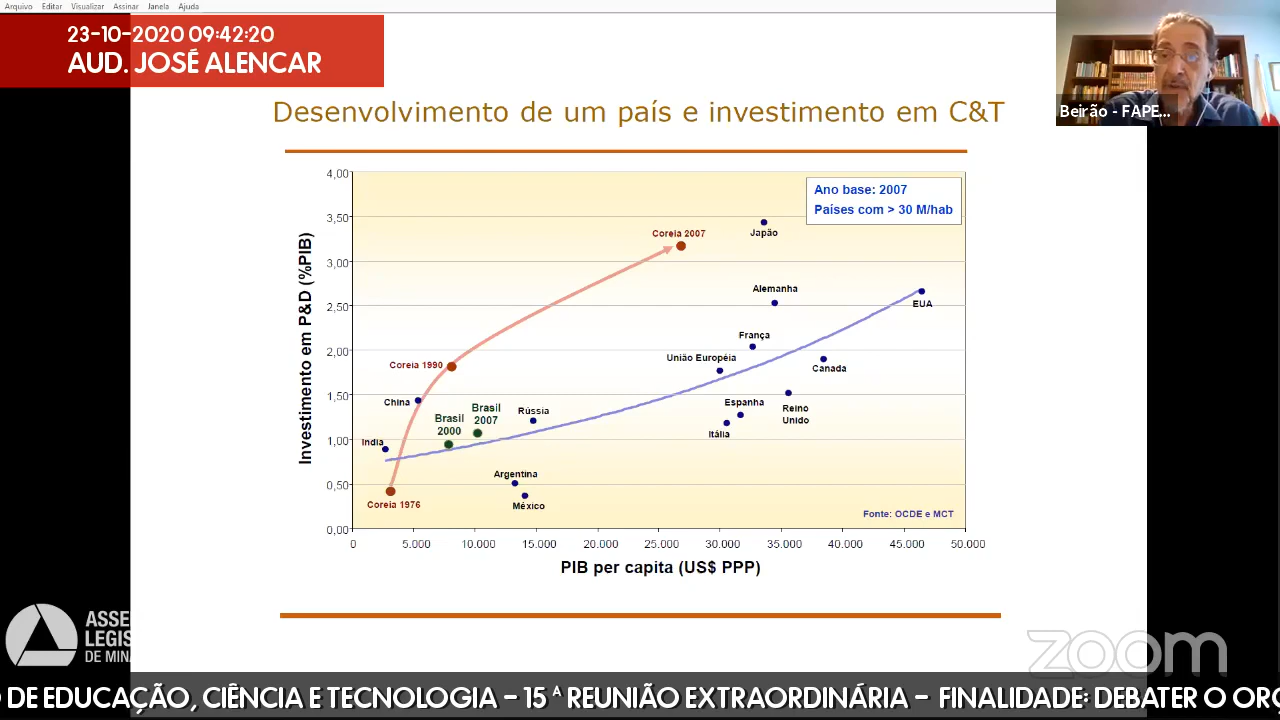 Arquivo Editar Visualizar Assinar Janela Ajuda
23-10-2020 09:42:20
AUD. JOSÉ ALENCAR
Beirão - FAPE...
Desenvolvimento de um país e investimento em C&T
Ano base: 2007
Países com > 30 M/hab
Investimento em P&D (%PIB)
4,00
3,50
3,00
2,50
2,00
1,50
1,00
0,50
0,00
Coreia 2007
Japão
Alemanha
EUA
França
União Européia
Canada
Coreia 1990
China
Brasil
2000
Brasil
2007
Rússia
Espanha
Reino
Unido
Itália
India
Argentina
México
Coreia 1976
Fonte: OCDE e MCT
0 5.000 10.000 15.000 20.000 25.000 30.000 35.000 40.000 45.000 50.000
PIB per capita (US$ PPP)
ASSE
LEGIS
DE MINA
zoom
O DE EDUCAÇÃO, CIÊNCIA E TECNOLOGIA – 15 ª REUNIÃO EXTRAORDINÁRIA – FINALIDADE: DEBATER O ORÇ